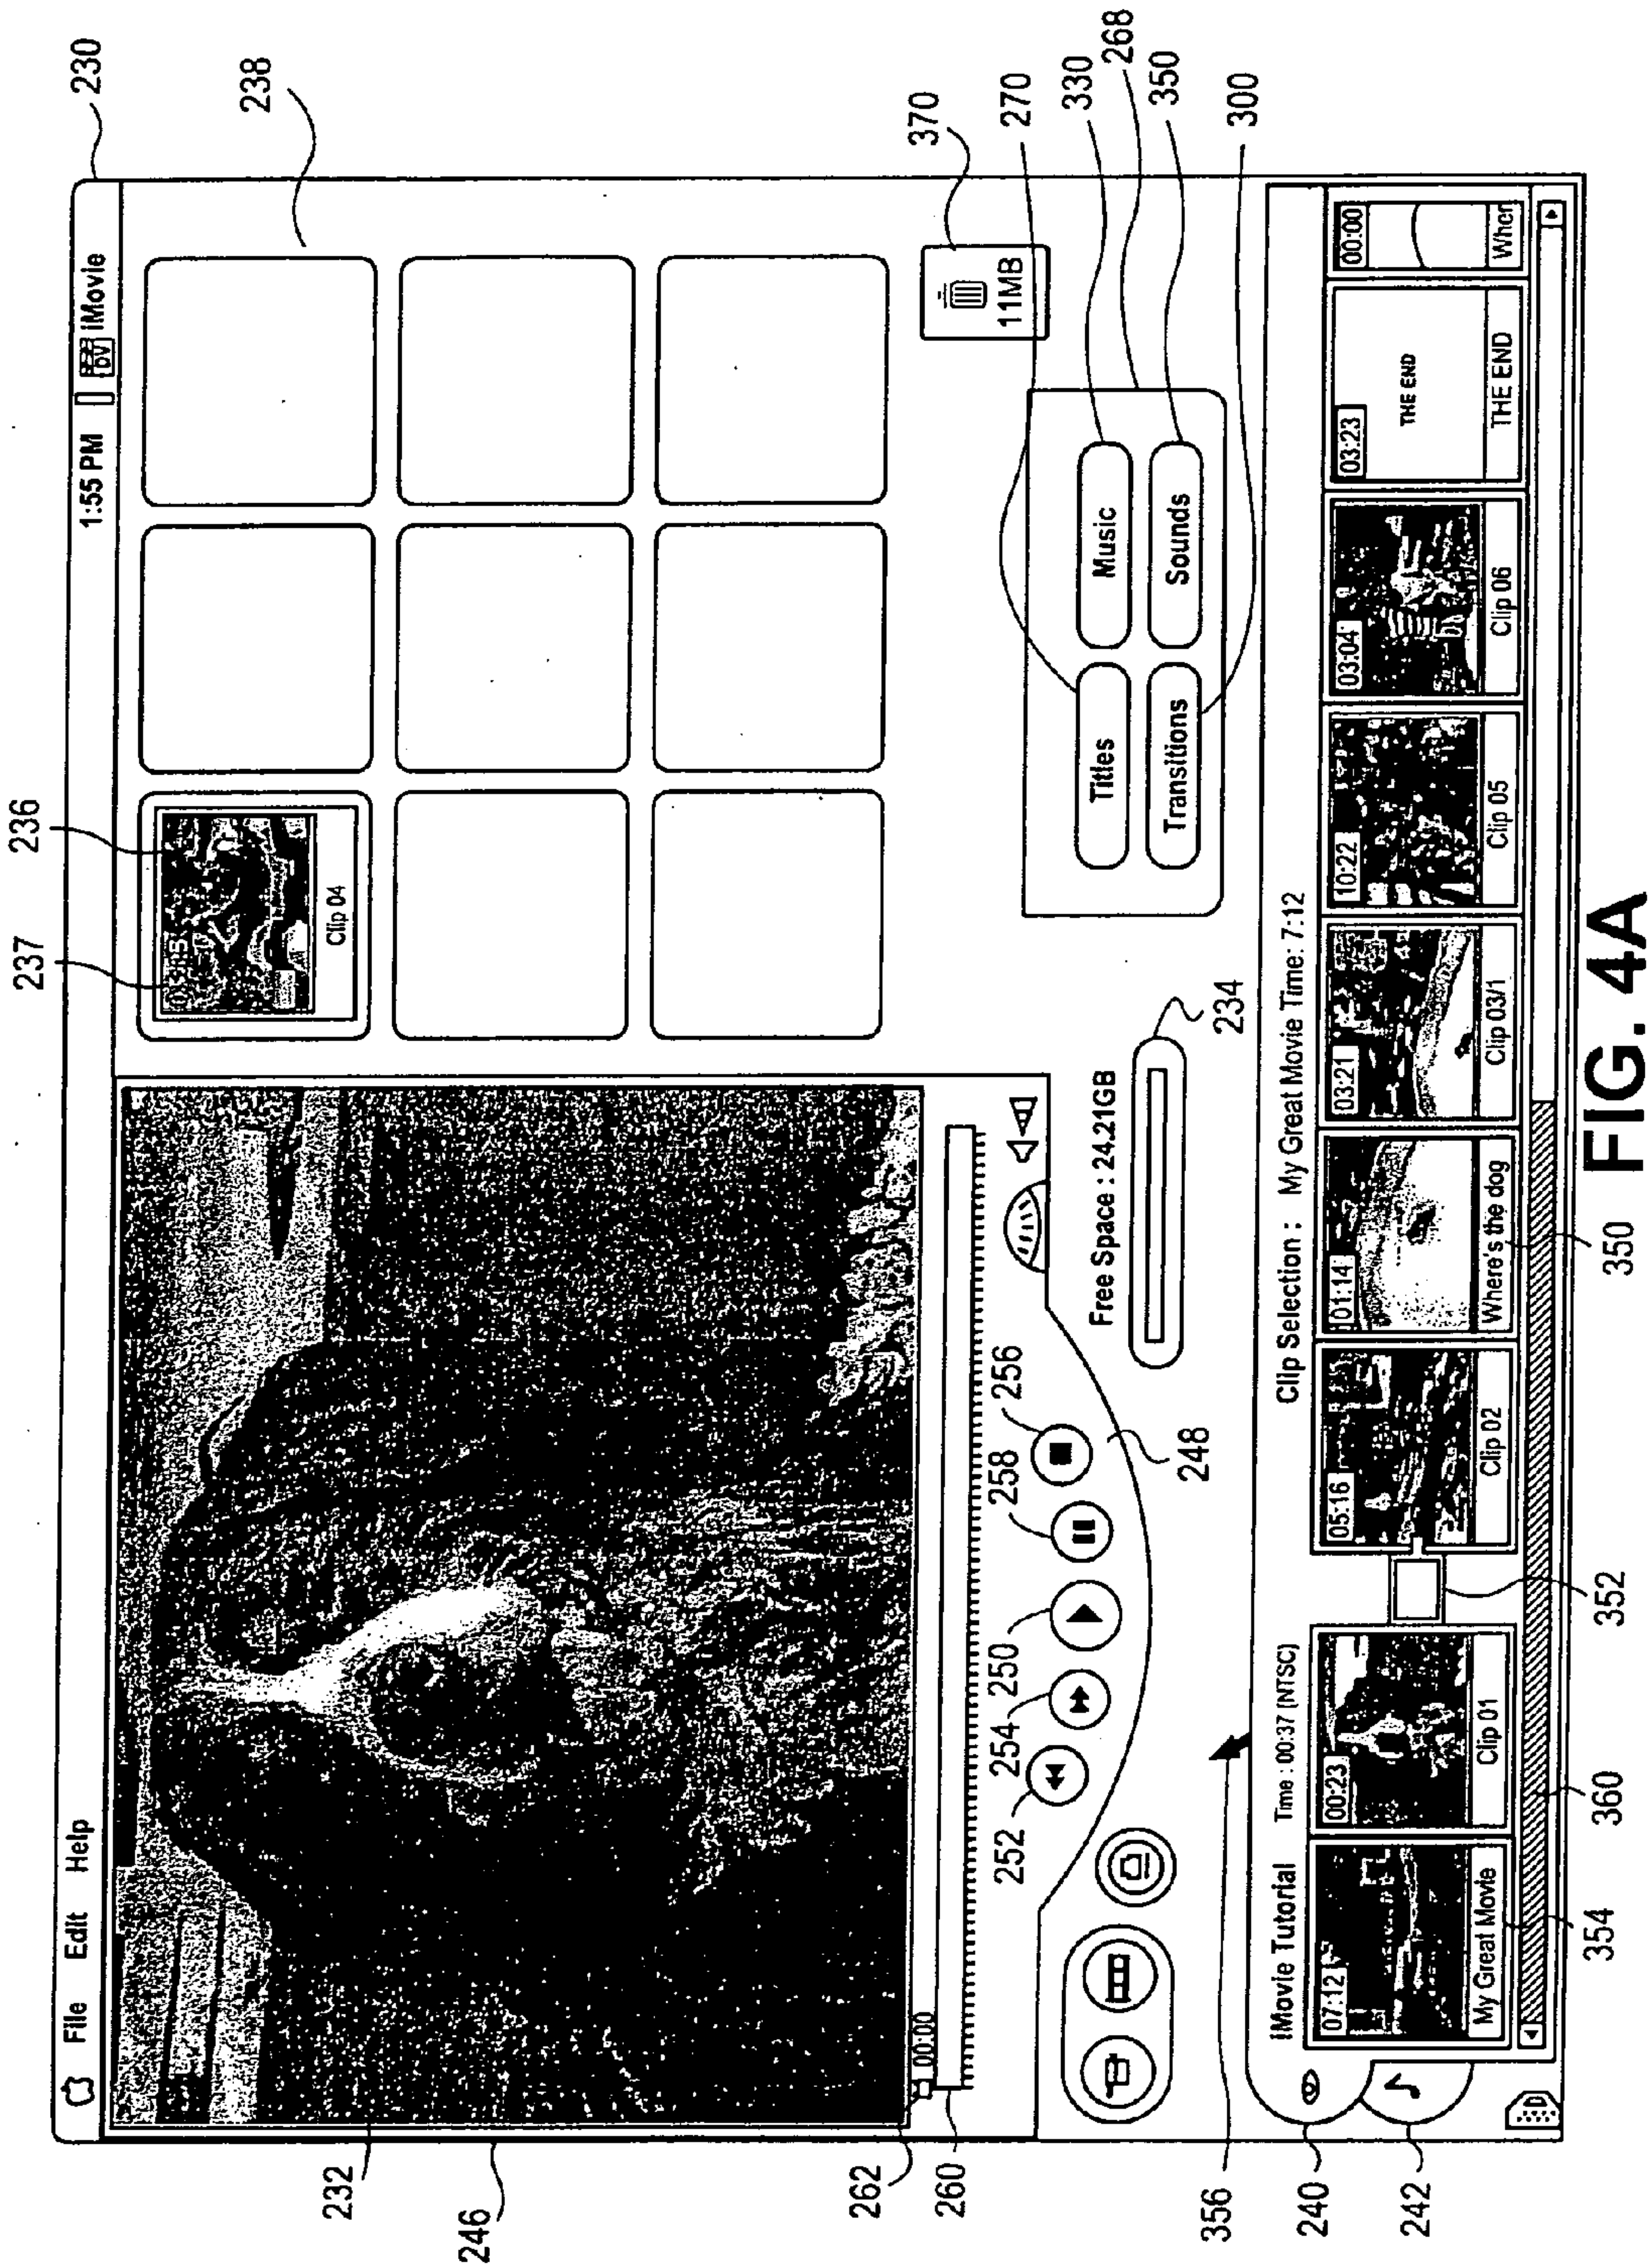 File Edit Help
1:55 PM
DV iMovie
230
238
237
236
Clip 04
232
246
262
00:00
260
252
254
250
258
256
248
Free Space : 24.21GB
234
370
11MB
270
330
268
350
300
Titles
Music
Transitions
Sounds
356
240
242
iMovie Tutorial
Time : 00:37 (NTSC)
Clip Selection : My Great Movie Time: 7:12
07:12
My Great Movie
00:23
Clip 01
05:16
Clip 02
01:14
Where's the dog
03:21
Clip 03/1
10:22
Clip 05
03:04
Clip 06
03:23
THE END
THE END
00:00
Wher
354
360
352
350
FIG. 4A